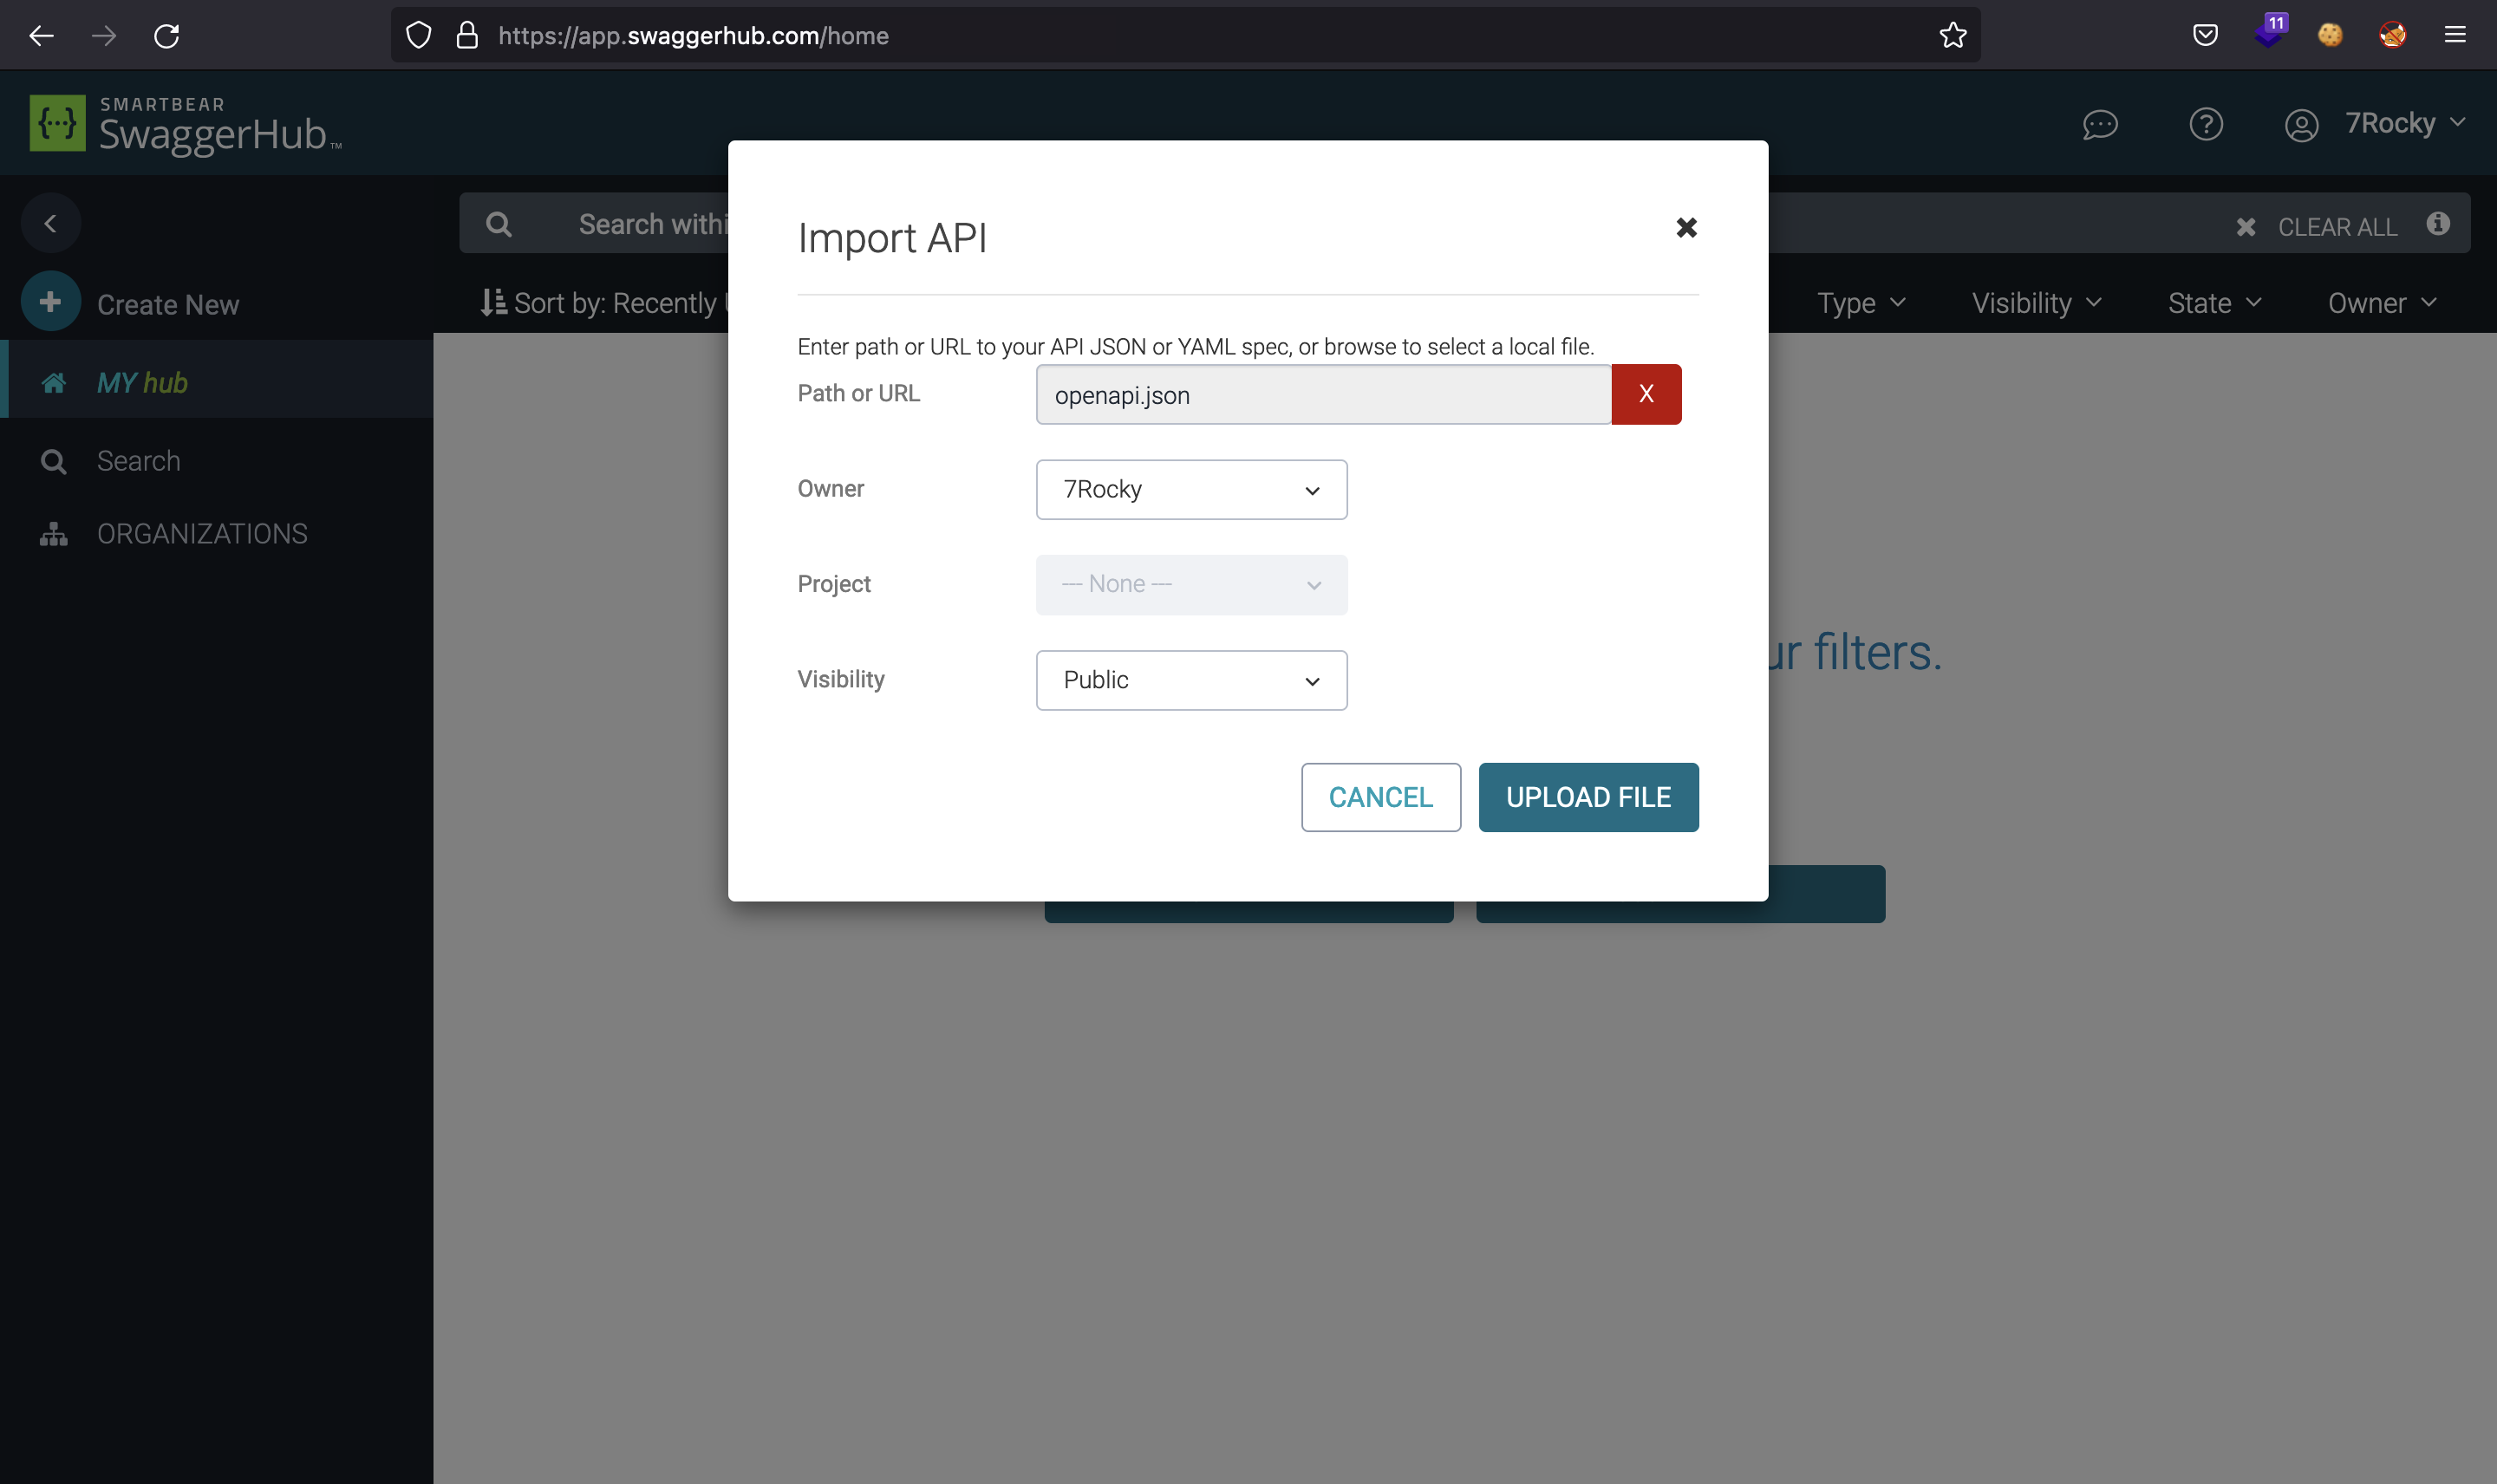 https://app.swaggerhub.com/home
11
SMARTBEAR
SwaggerHub™
7Rocky
Create New
MY hub
Search
ORGANIZATIONS
CLEAR ALL
Sort by: Recently
Type
Visibility
State
Owner
Import API
Enter path or URL to your API JSON or YAML spec, or browse to select a local file.
Path or URL
openapi.json
X
Owner
7Rocky
Project
--- None ---
Visibility
Public
CANCEL
UPLOAD FILE
Search
filters.